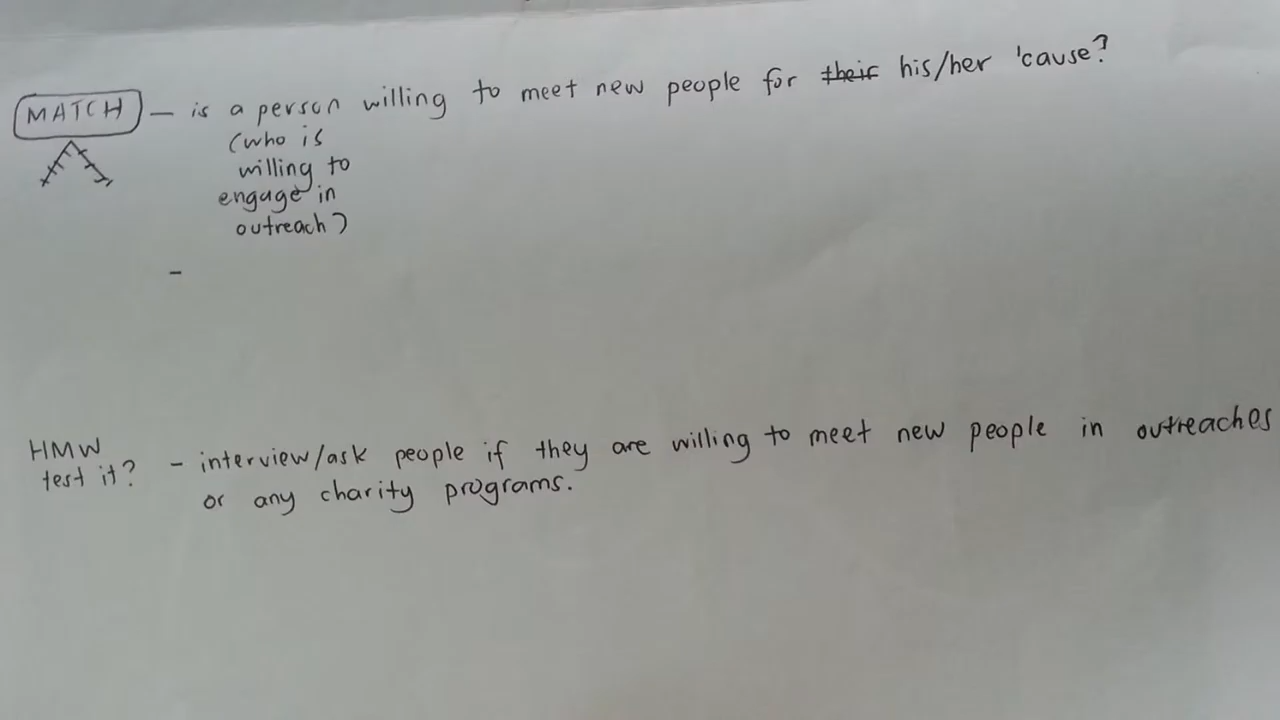 MATCH — is a person willing to meet new people for their his/her 'cause?
(who is
willing to
engage in
outreach)
-
HMW
test it? - interview/ask people if they are willing to meet new people in outreaches
or any charity programs.